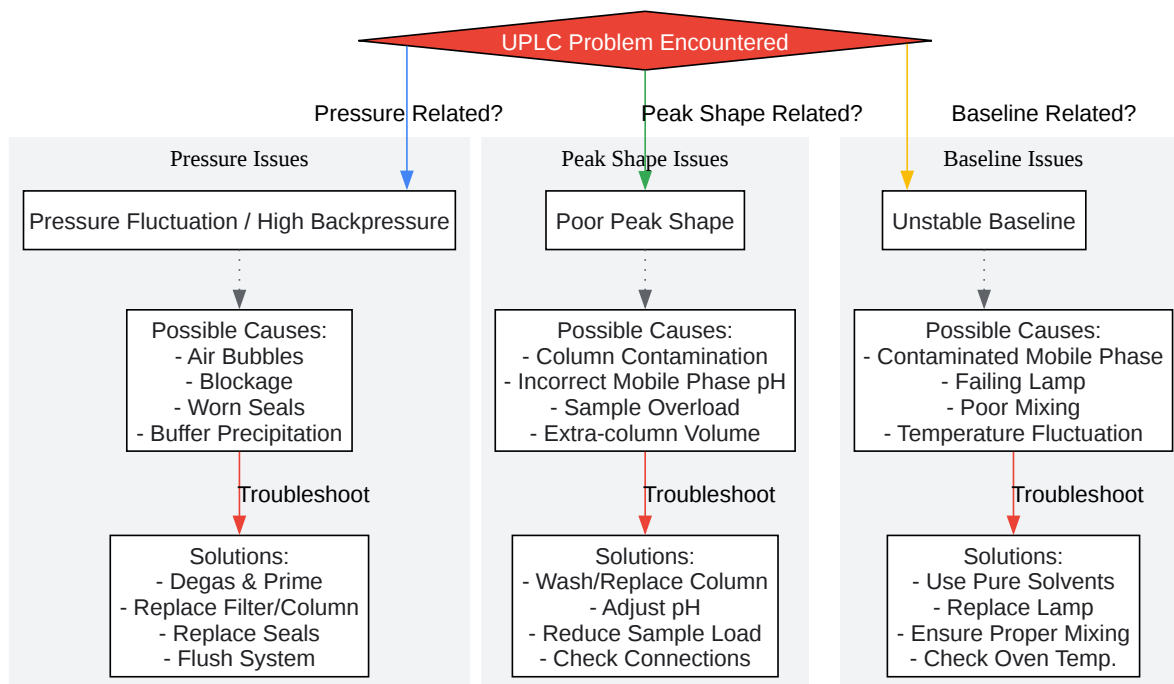 UPLC Problem Encountered
Pressure Related?
Peak Shape Related?
Baseline Related?
Pressure Issues
Peak Shape Issues
Baseline Issues
Pressure Fluctuation / High Backpressure
Poor Peak Shape
Unstable Baseline
Possible Causes:
- Air Bubbles
- Blockage
- Worn Seals
- Buffer Precipitation
Possible Causes:
- Column Contamination
- Incorrect Mobile Phase pH
- Sample Overload
- Extra-column Volume
Possible Causes:
- Contaminated Mobile Phase
- Failing Lamp
- Poor Mixing
- Temperature Fluctuation
Troubleshoot
Troubleshoot
Troubleshoot
Solutions:
- Degas & Prime
- Replace Filter/Column
- Replace Seals
- Flush System
Solutions:
- Wash/Replace Column
- Adjust pH
- Reduce Sample Load
- Check Connections
Solutions:
- Use Pure Solvents
- Replace Lamp
- Ensure Proper Mixing
- Check Oven Temp.